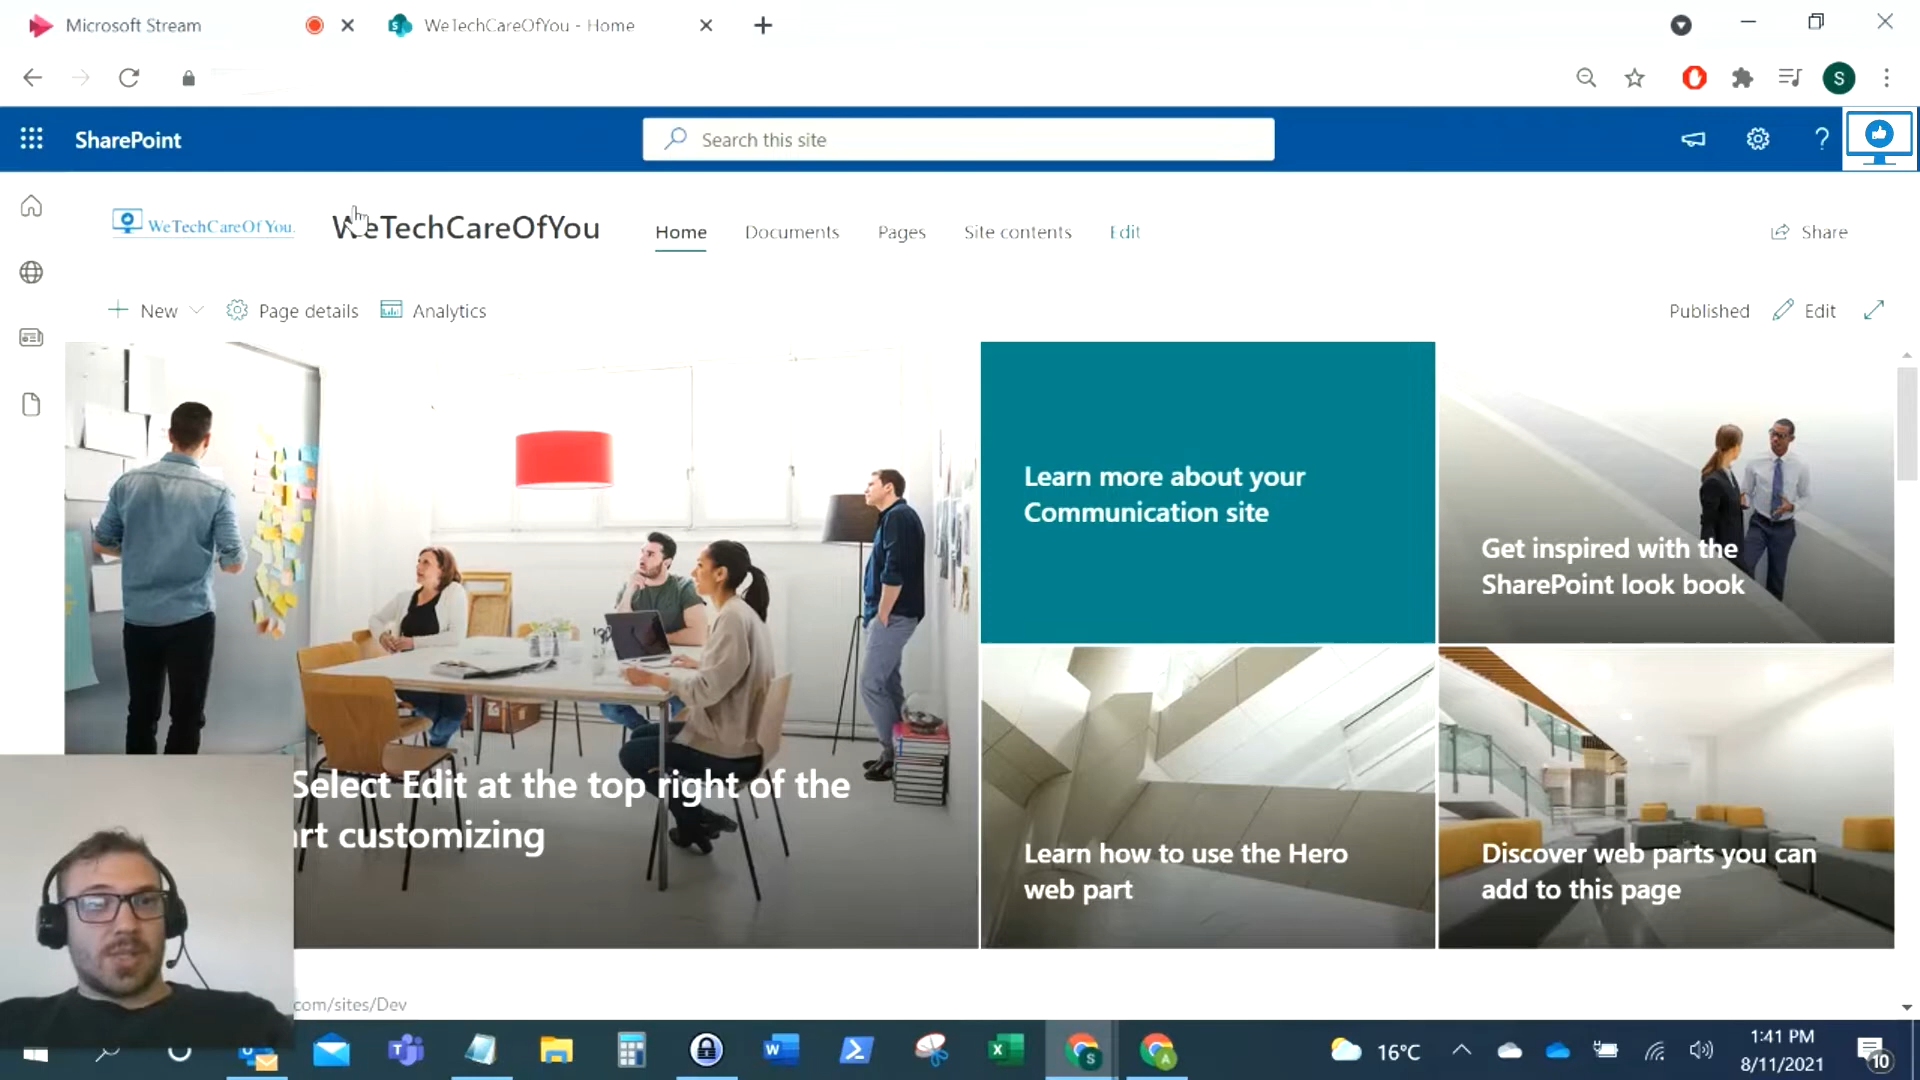 Microsoft Stream
WeTechCareOfYou - Home
S
SharePoint
Search this site
WeTechCareOfYou.
WeTechCareOfYou
Home
Documents
Pages
Site contents
Edit
Share
New
Page details
Analytics
Published
Edit
Learn more about your
Communication site
Get inspired with the
SharePoint look book
Select Edit at the top right of the
art customizing
Learn how to use the Hero
web part
Discover web parts you can
add to this page
com/sites/Dev
16°C
1:41 PM
8/11/2021
10